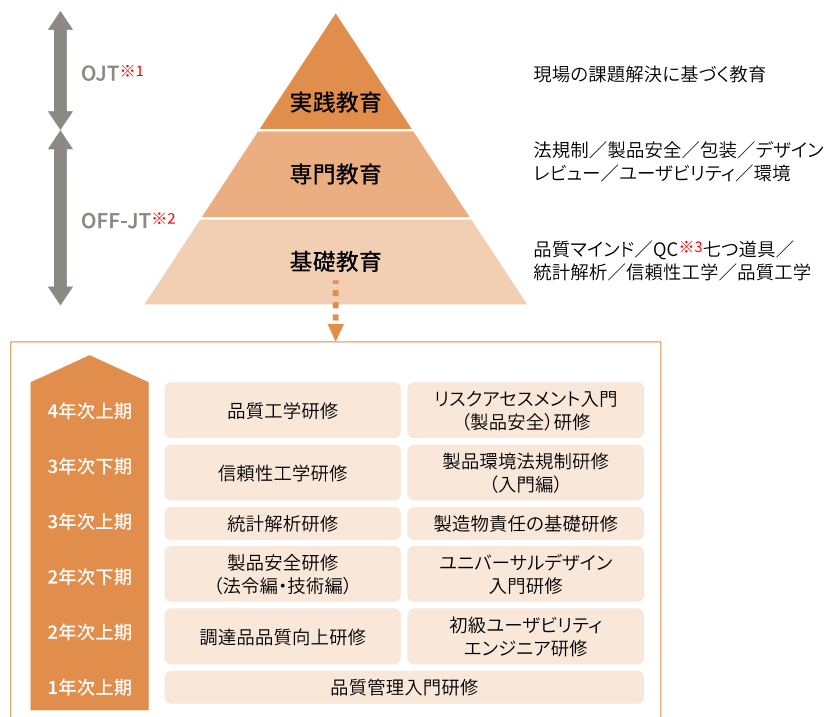 OJT※1
実践教育
現場の課題解決に基づく教育
OFF-JT※2
専門教育
法規制／製品安全／包装／デザイン
レビュー／ユーザビリティ／環境
基礎教育
品質マインド／QC※3七つ道具／
統計解析／信頼性工学／品質工学
4年次上期
品質工学研修
リスクアセスメント入門
（製品安全）研修
3年次下期
信頼性工学研修
製品環境法規制研修
（入門編）
3年次上期
統計解析研修
製造物責任の基礎研修
2年次下期
製品安全研修
（法令編・技術編）
ユニバーサルデザイン
入門研修
2年次上期
調達品品質向上研修
初級ユーザビリティ
エンジニア研修
1年次上期
品質管理入門研修